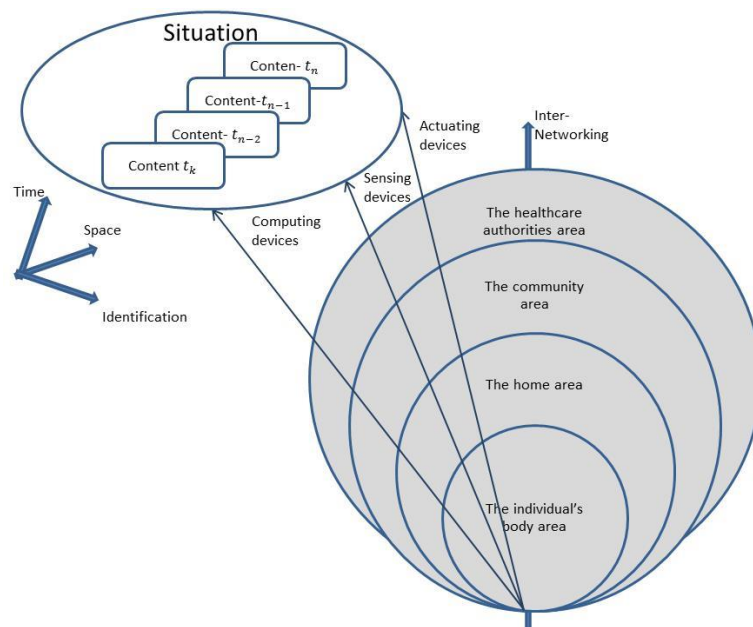 Situation
Conten- tₙ
Content-tₙ₋₁
Content- tₙ₋₂
Content tₖ
Time
Space
Identification
Computing
devices
Sensing
devices
Actuating
devices
Inter-
Networking
The healthcare
authorities area
The community
area
The home area
The individual's
body area